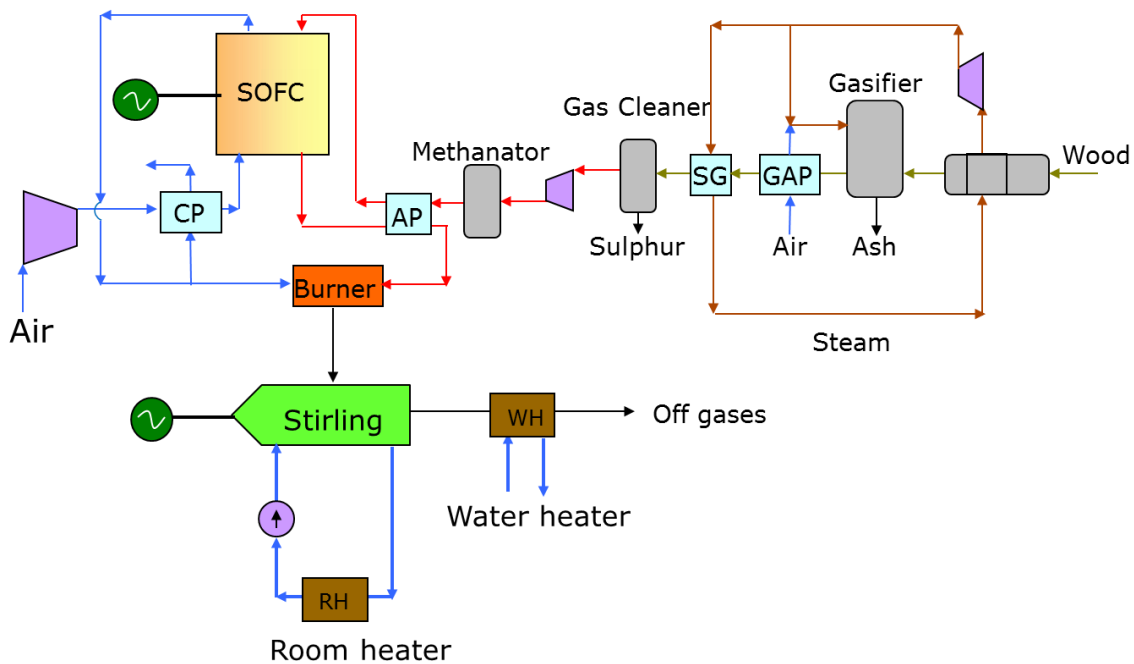 SOFC
Gasifier
Gas Cleaner
Methanator
Wood
SG
GAP
CP
AP
Sulphur
Air
Ash
Burner
Air
Steam
Stirling
WH
Off gases
Water heater
RH
Room heater